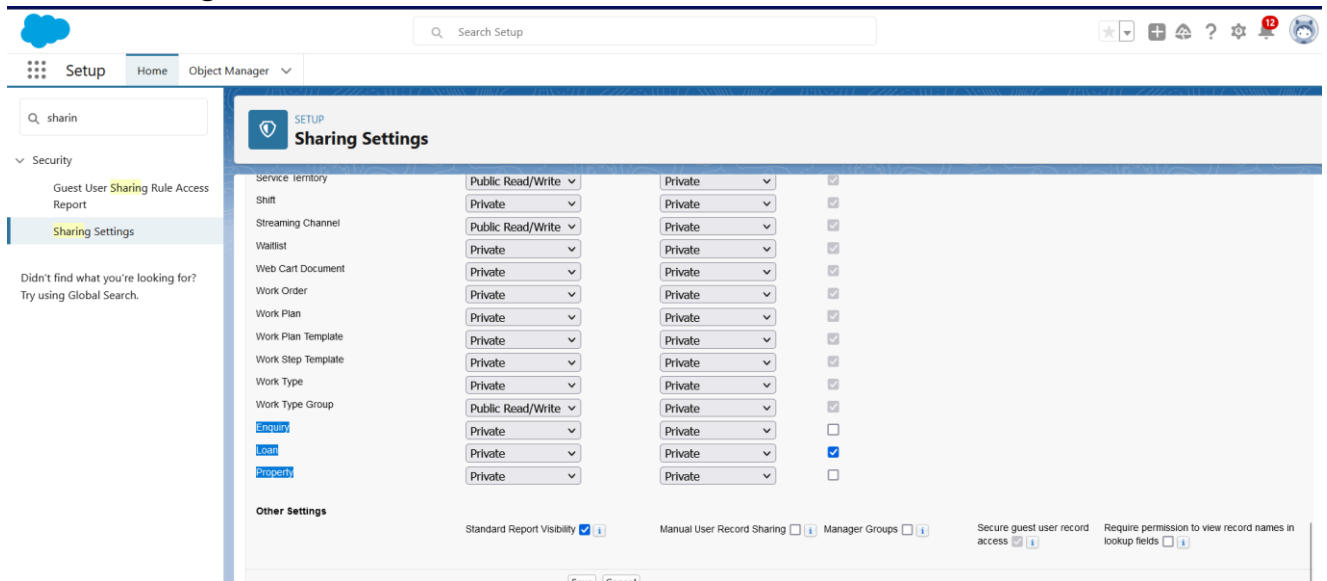 Search Setup
12
Setup Home Object Manager
sharin
Security
Guest User Sharing Rule Access
Report
Sharing Settings
Didn't find what you're looking for?
Try using Global Search.
SETUP
Sharing Settings
Service Territory Public Read/Write Private
Shift Private Private
Streaming Channel Public Read/Write Private
Waitlist Private Private
Web Cart Document Private Private
Work Order Private Private
Work Plan Private Private
Work Plan Template Private Private
Work Step Template Private Private
Work Type Private Private
Work Type Group Public Read/Write Private
Enquiry Private Private
Loan Private Private
Property Private Private
Other Settings
Standard Report Visibility i Manual User Record Sharing i Manager Groups i
Secure guest user record
access i
Require permission to view record names in
lookup fields i